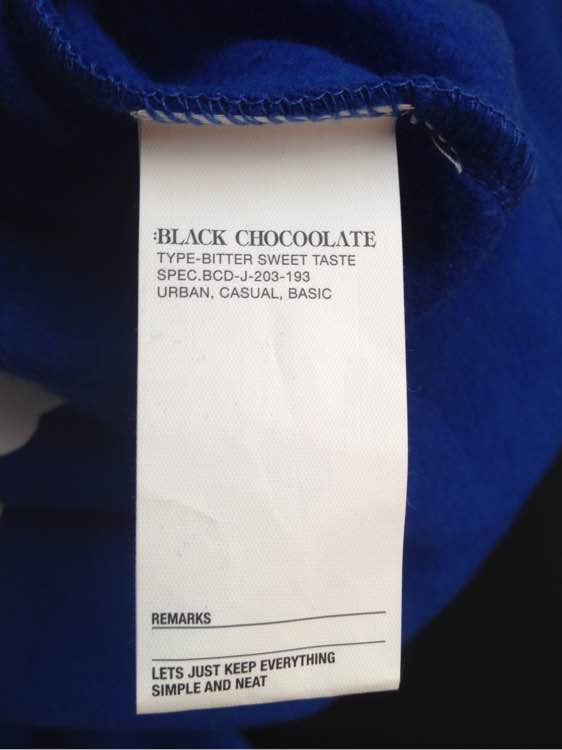 :BLACK CHOCOOLATE
TYPE-BITTER SWEET TASTE
SPEC.BCD-J-203-193
URBAN, CASUAL, BASIC
REMARKS
LETS JUST KEEP EVERYTHING
SIMPLE AND NEAT